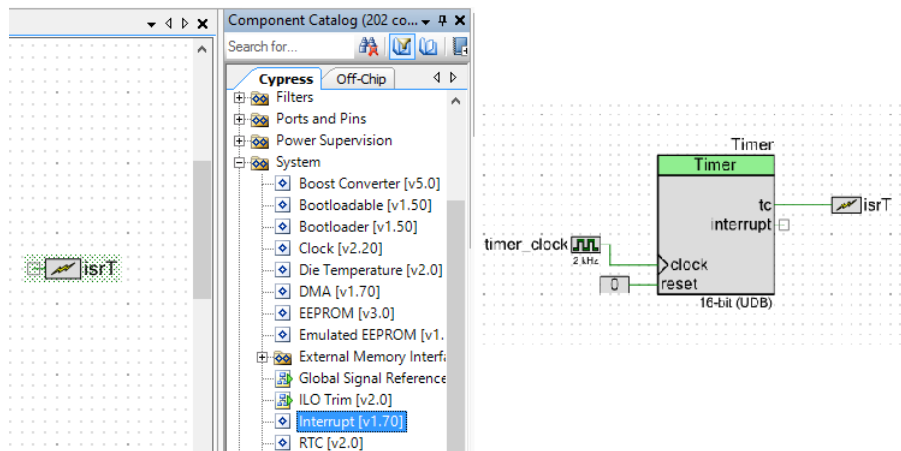 Component Catalog (202 co...
Search for...
Cypress
Off-Chip
Filters
Ports and Pins
Power Supervision
System
Boost Converter [v5.0]
Bootloadable [v1.50]
Bootloader [v1.50]
Clock [v2.20]
Die Temperature [v2.0]
DMA [v1.70]
EEPROM [v3.0]
Emulated EEPROM [v1.
External Memory Interfa
Global Signal Reference
ILO Trim [v2.0]
Interrupt [v1.70]
RTC [v2.0]
isrT
Timer
Timer
tc
isrT
interrupt
timer_clock
2 kHz
clock
0
reset
16-bit (UDB)